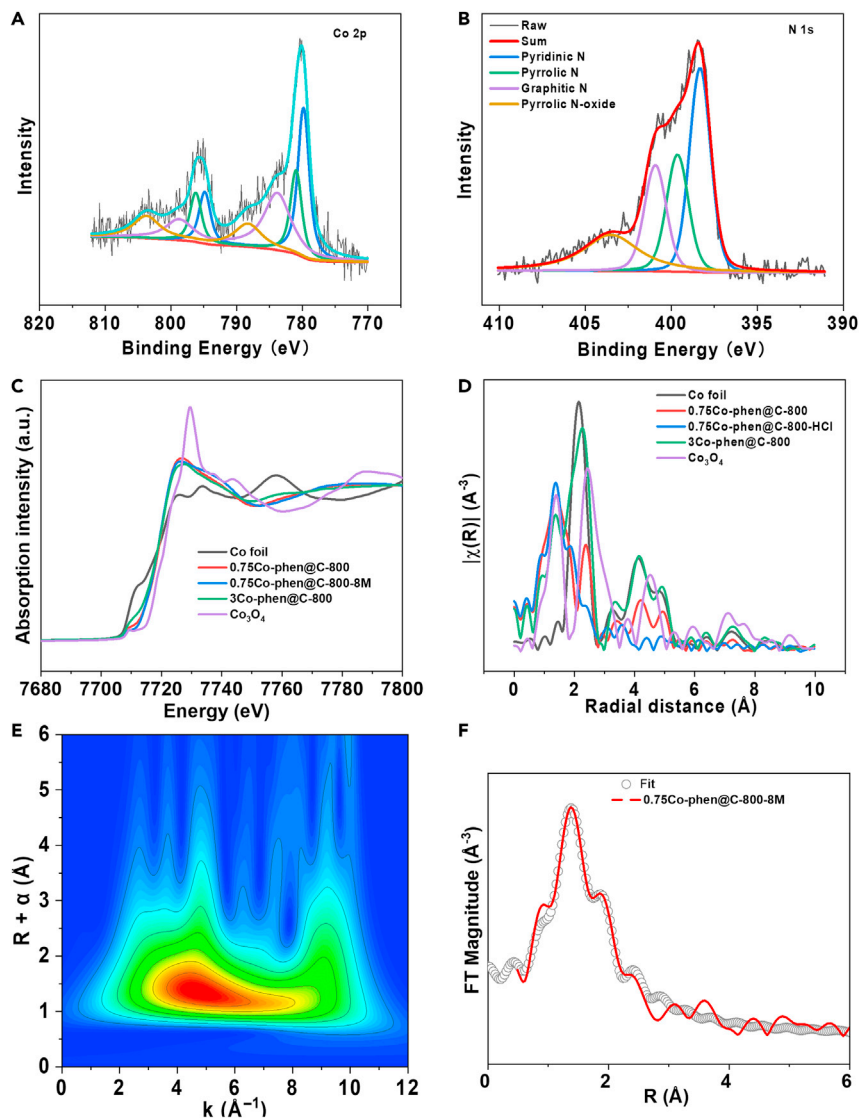 A
Co 2p
Intensity
820 810 800 790 780 770
Binding Energy (eV)
B
N 1s
Raw
Sum
Pyridinic N
Pyrrolic N
Graphitic N
Pyrrolic N-oxide
Intensity
410 405 400 395 390
Binding Energy (eV)
C
Absorption intensity (a.u.)
Co foil
0.75Co-phen@C-800
0.75Co-phen@C-800-8M
3Co-phen@C-800
Co₃O₄
7680 7700 7720 7740 7760 7780 7800
Energy (eV)
D
|χ(R)| (A⁻³)
Co foil
0.75Co-phen@C-800
0.75Co-phen@C-800-HCl
3Co-phen@C-800
Co₃O₄
0 2 4 6 8 10
Radial distance (Å)
E
R + α (Å)
6
5
4
3
2
1
0
0 2 4 6 8 10 12
k (Å⁻¹)
F
Fit
0.75Co-phen@C-800-8M
FT Magnitude (Å⁻³)
0 2 4 6
R (Å)